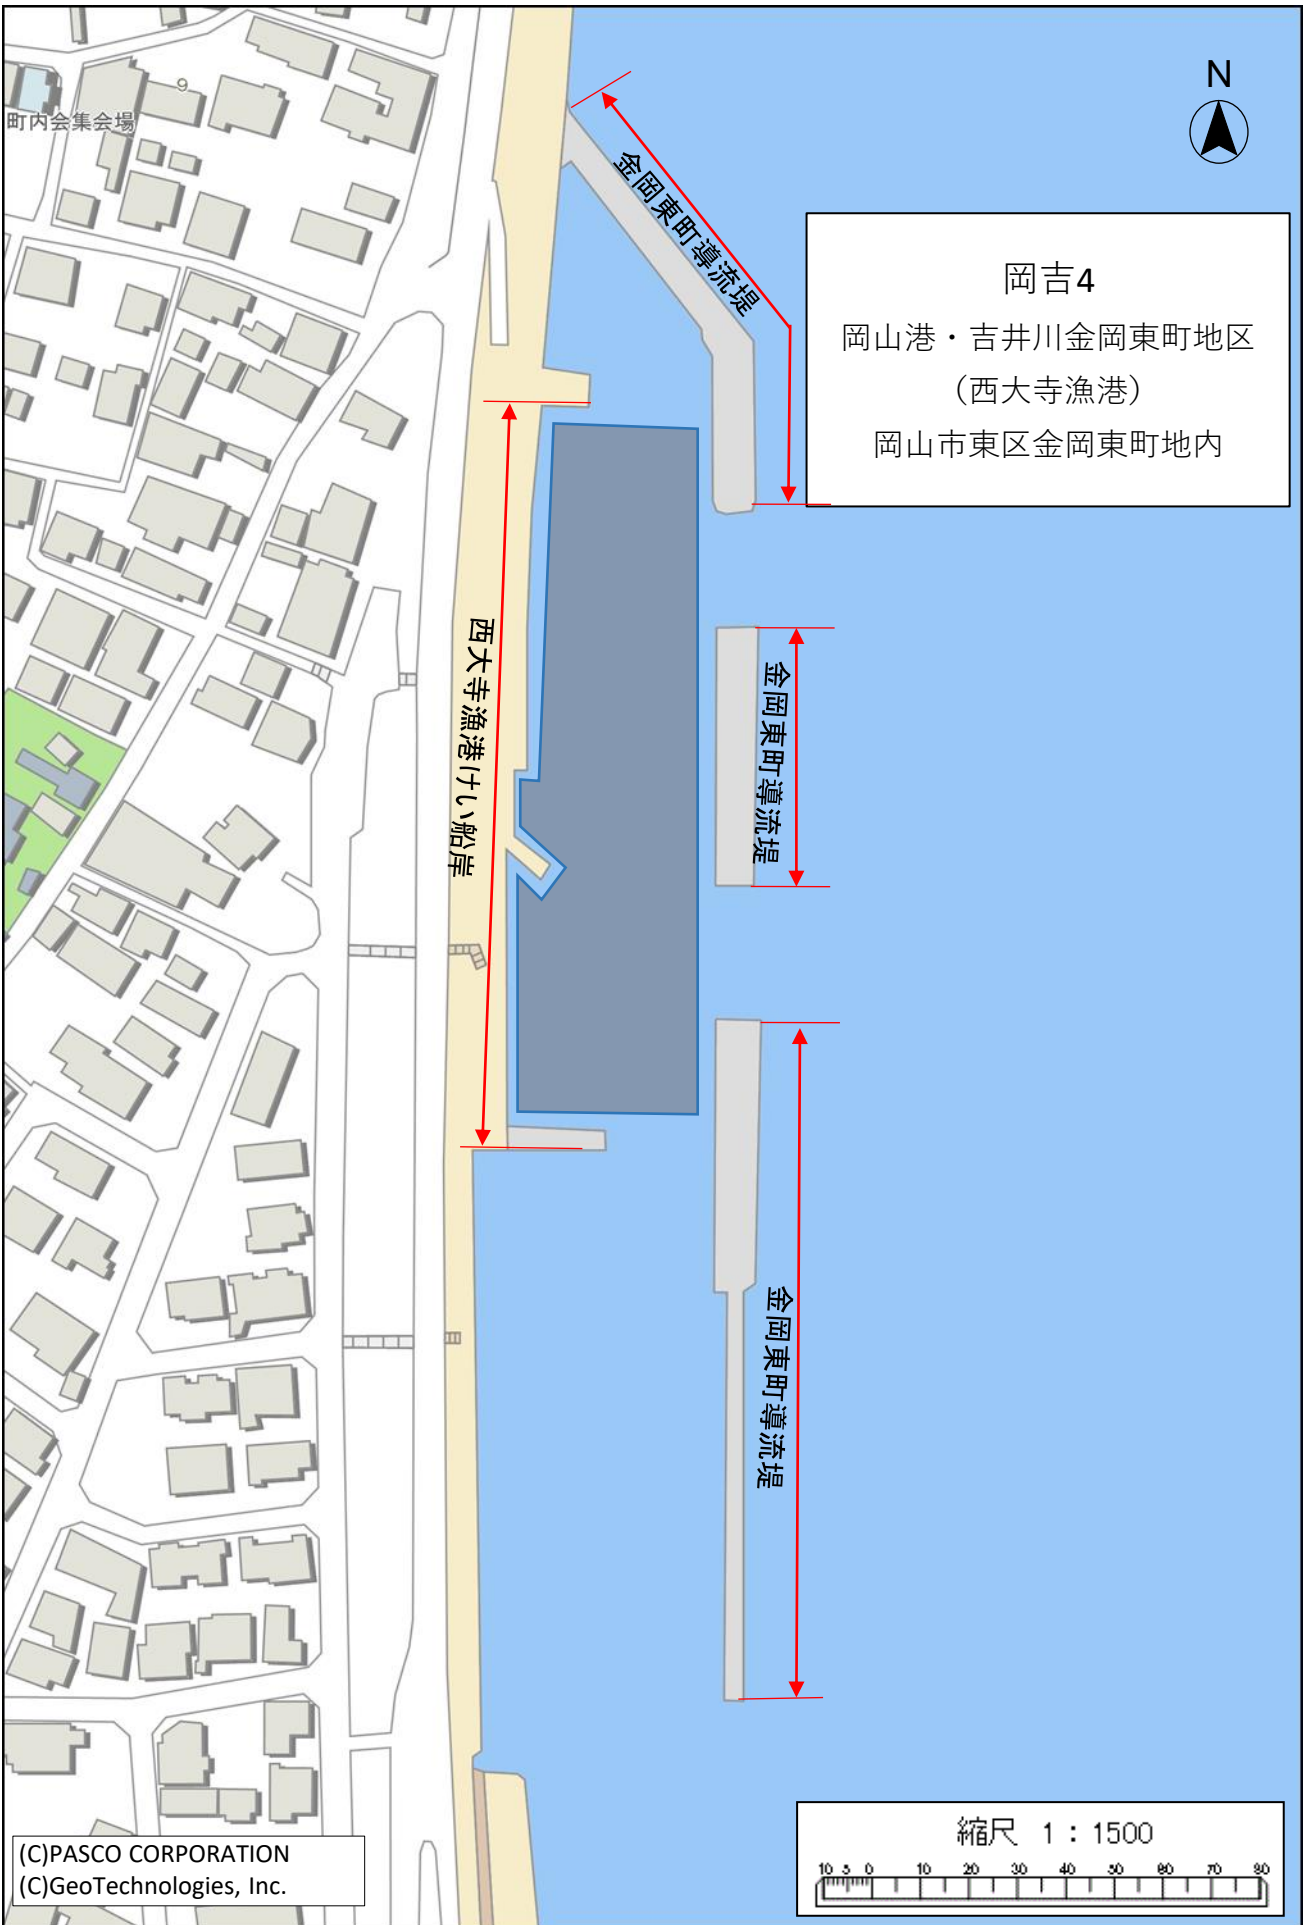 9
町内会集会場
N
金岡東町導流堤
岡吉4
岡山港・吉井川金岡東町地区
（西大寺漁港）
岡山市東区金岡東町地内
西大寺漁港けい船岸
金岡東町導流堤
金岡東町導流堤
縮尺 1：1500
10 5 0 10 20 30 40 50 60 70 80
(C)PASCO CORPORATION
(C)GeoTechnologies, Inc.